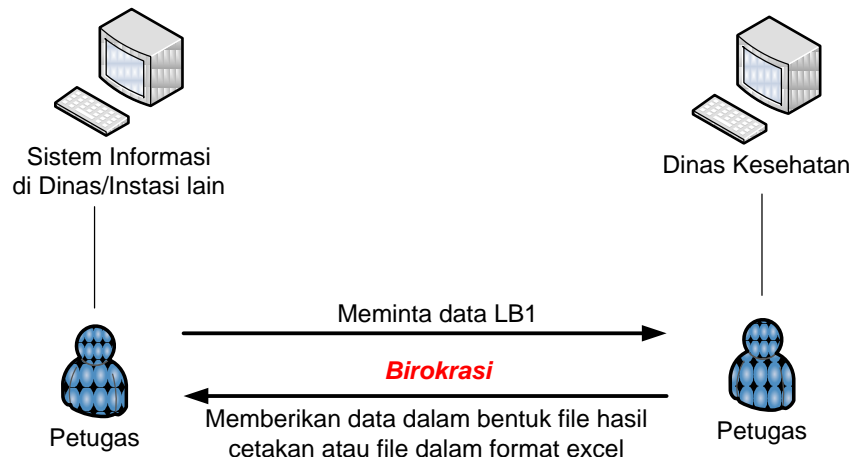 Sistem Informasi
di Dinas/Instasi lain
Dinas Kesehatan
Meminta data LB1
Birokrasi
Memberikan data dalam bentuk file hasil
cetakan atau file dalam format excel
Petugas
Petugas